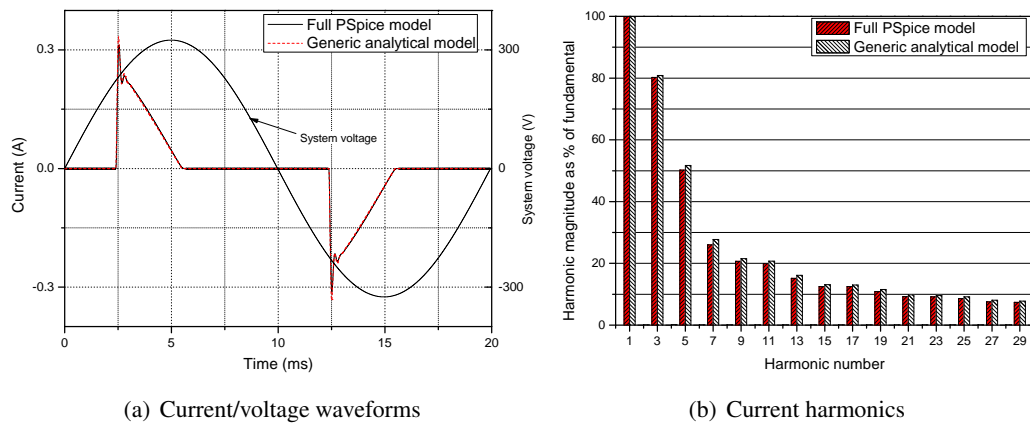 Full PSpice model
Generic analytical model
System voltage
0.3
0.0
-0.3
Current (A)
300
0
-300
System voltage (V)
0 5 10 15 20
Time (ms)
(a) Current/voltage waveforms
Full PSpice model
Generic analytical model
100
80
60
40
20
0
Harmonic magnitude as % of fundamental
1 3 5 7 9 11 13 15 17 19 21 23 25 27 29
Harmonic number
(b) Current harmonics